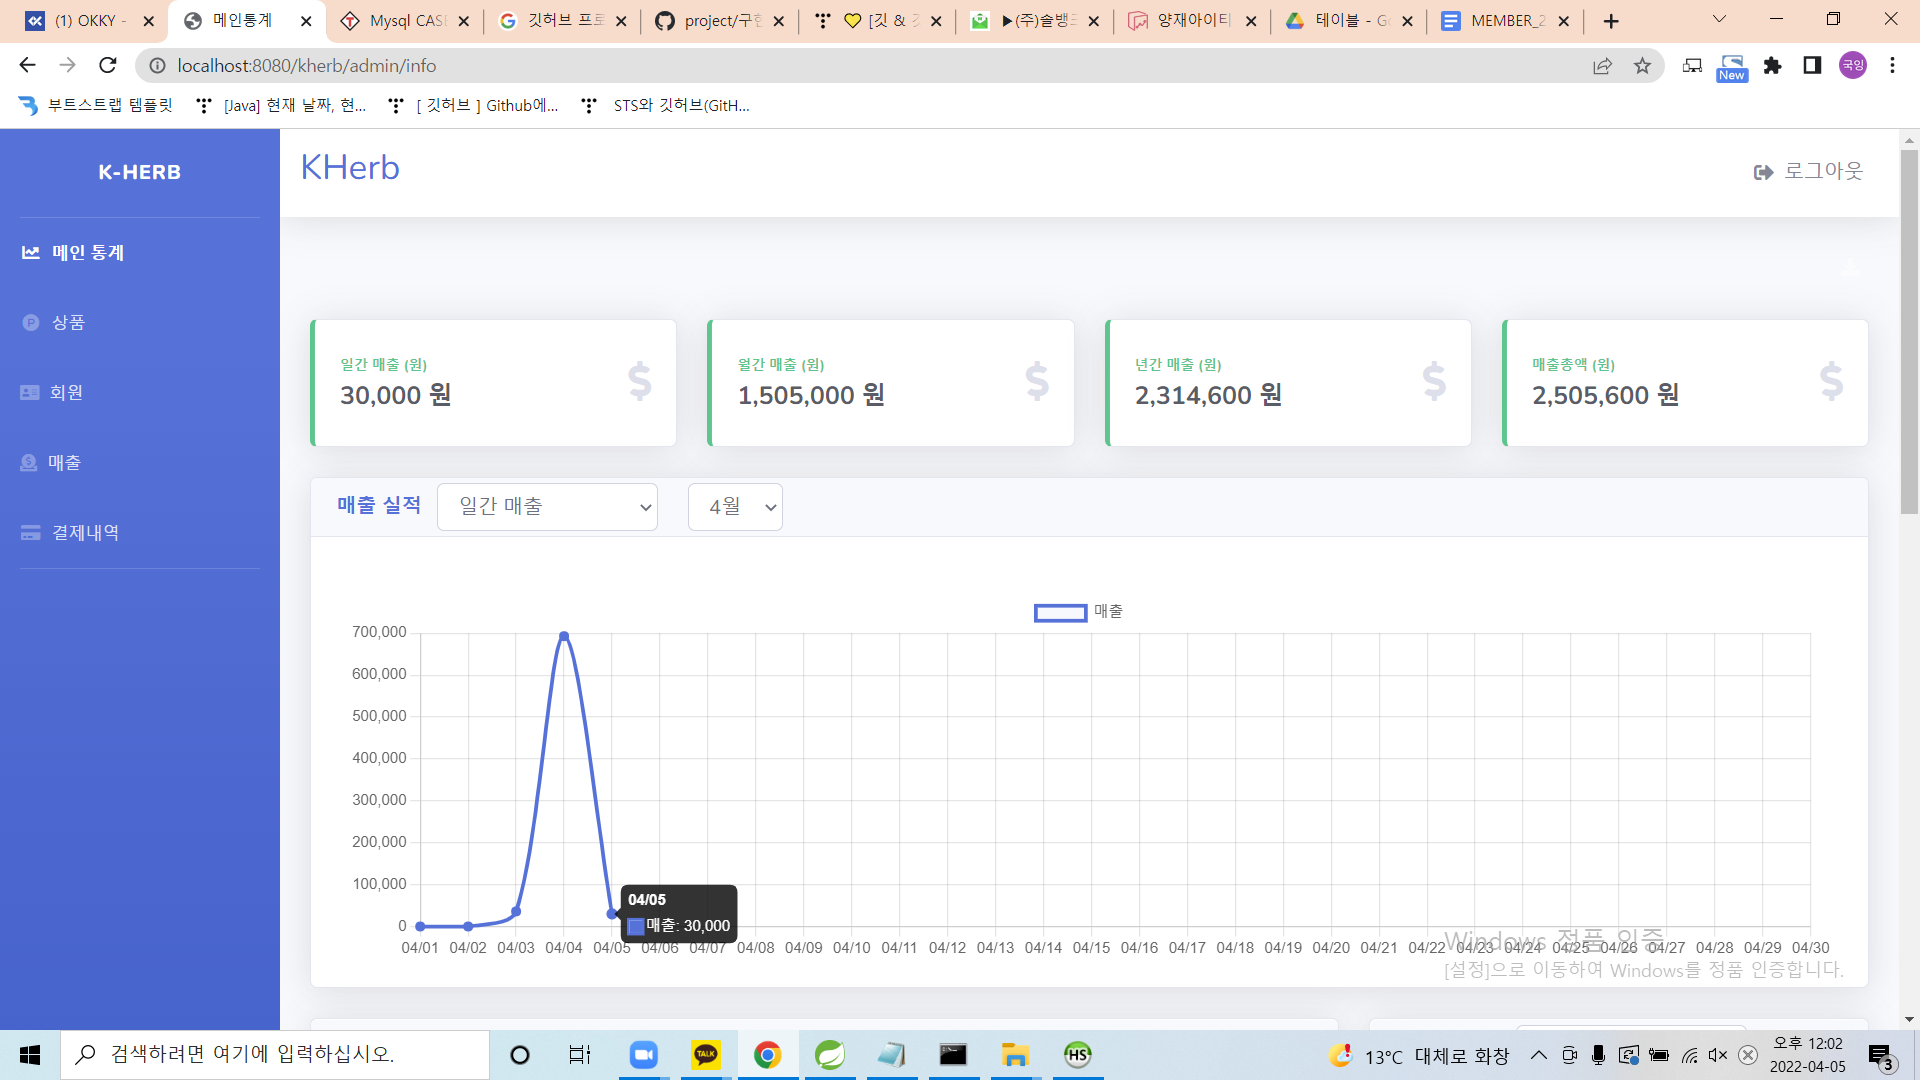 (1) OKKY -
메인통계
Mysql CAS
깃허브 프로
project/구현
[깃 &
▶(주)솔뱅크
양재아이티
테이블 - Go
MEMBER_2
localhost:8080/kherb/admin/info
New
국잉
부트스트랩 템플릿
[Java] 현재 날짜, 현...
[ 깃허브 ] Github에...
STS와 깃허브(GitH...
K-HERB
KHerb
로그아웃
메인 통계
상품
회원
매출
결제내역
일간 매출 (원)
30,000 원
월간 매출 (원)
1,505,000 원
년간 매출 (원)
2,314,600 원
매출총액 (원)
2,505,600 원
매출 실적
일간 매출
4월
매출
700,000
600,000
500,000
400,000
300,000
200,000
100,000
0
04/05
매출: 30,000
04/01 04/02 04/03 04/04 04/05 04/06 04/07 04/08 04/09 04/10 04/11 04/12 04/13 04/14 04/15 04/16 04/17 04/18 04/19 04/20 04/21 04/22 04/23 04/24 04/25 04/26 04/27 04/28 04/29 04/30
Windows 정품 인증
[설정]으로 이동하여 Windows를 정품 인증합니다.
검색하려면 여기에 입력하십시오.
TALK
HS
13°C 대체로 화창
오후 12:02
2022-04-05
3